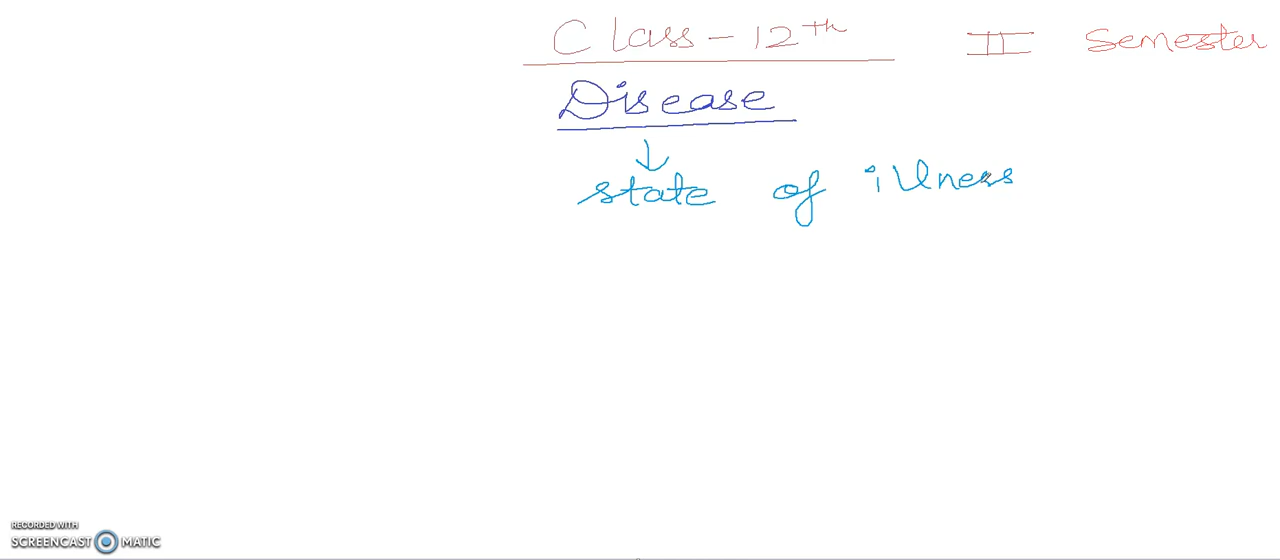 Class - 12th II Semester
Disease
↓
state of illness
RECORDED WITH
SCREENCAST MATIC